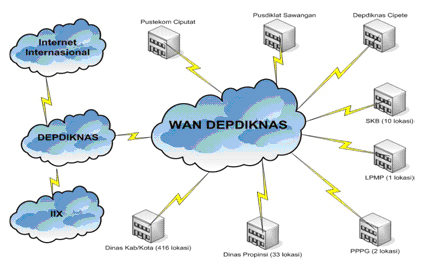 Pustekom Ciputat
Pusdiklat Sawangan
Depdiknas Cipete
Internet
Internasional
WAN DEPDIKNAS
SKB (10 lokasi)
DEPDIKNAS
LPMP (1 lokasi)
IIX
Dinas Kab/Kota (416 lokasi)
Dinas Propinsi (33 lokasi)
PPPG (2 lokasi)